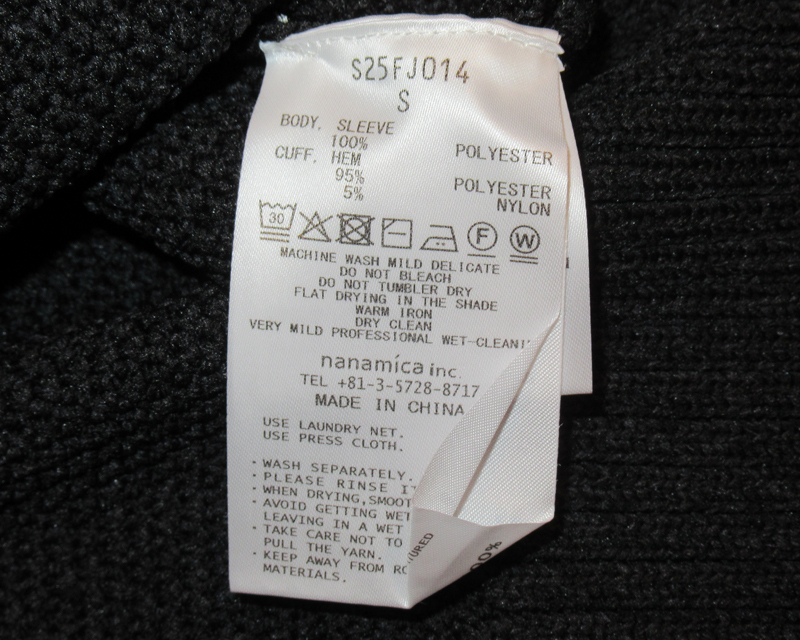 S25FJ014
S
BODY. SLEEVE
100% POLYESTER
CUFF. HEM
95% POLYESTER
5% NYLON
30 F W
MACHINE WASH MILD DELICATE
DO NOT BLEACH
DO NOT TUMBLER DRY
FLAT DRYING IN THE SHADE
WARM IRON
DRY CLEAN
VERY MILD PROFESSIONAL
nanamica inc.
TEL +81-3-5728-8717
MADE IN CHINA
USE LAUNDRY NET.
USE PRESS CLOTH.
・WASH SEPARATELY.
・PLEASE RINSE
・WHEN DRYING,
・AVOID GETTING WET
LEAVING IN A WET
・TAKE CARE NOT TO
PULL THE YARN.
・KEEP AWAY FROM
MATERIALS.